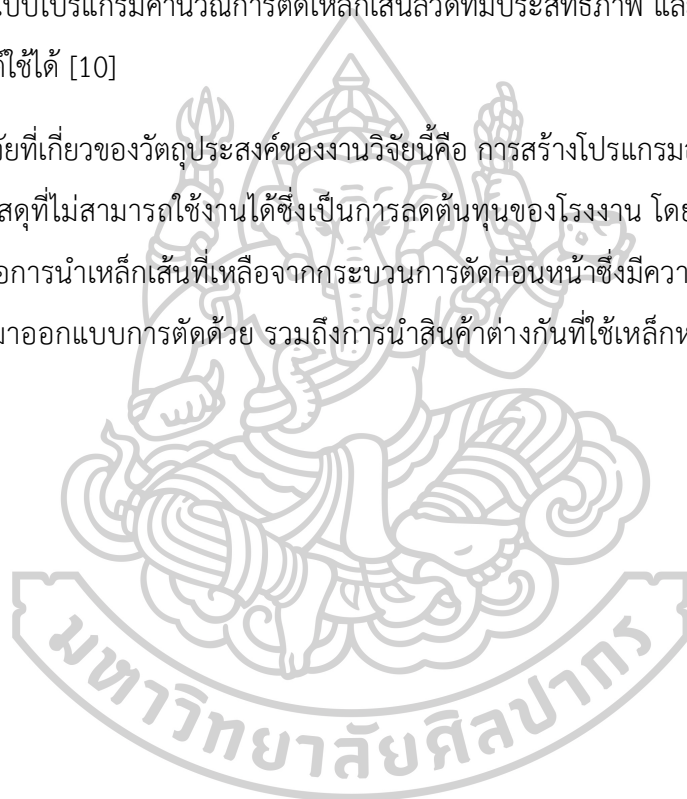 แบบโปรแกรมคำนวณการตัดเหล็กเส้นลวดที่มีประสิทธิภาพ และ
ใช้ได้ [10]
ที่เกี่ยวของวัตถุประสงค์ของงานวิจัยนี้คือ การสร้างโปรแกรม
ที่ไม่สามารถใช้งานได้ซึ่งเป็นการลดต้นทุนของโรงงาน โดย
การนำเหล็กเส้นที่เหลือจากกระบวนการตัดก่อนหน้าซึ่งมี
มาออกแบบการตัดด้วย รวมถึงการนำสินค้าต่างกันที่ใช้เหล็ก
มหาวิทยาลัยศิลปากร